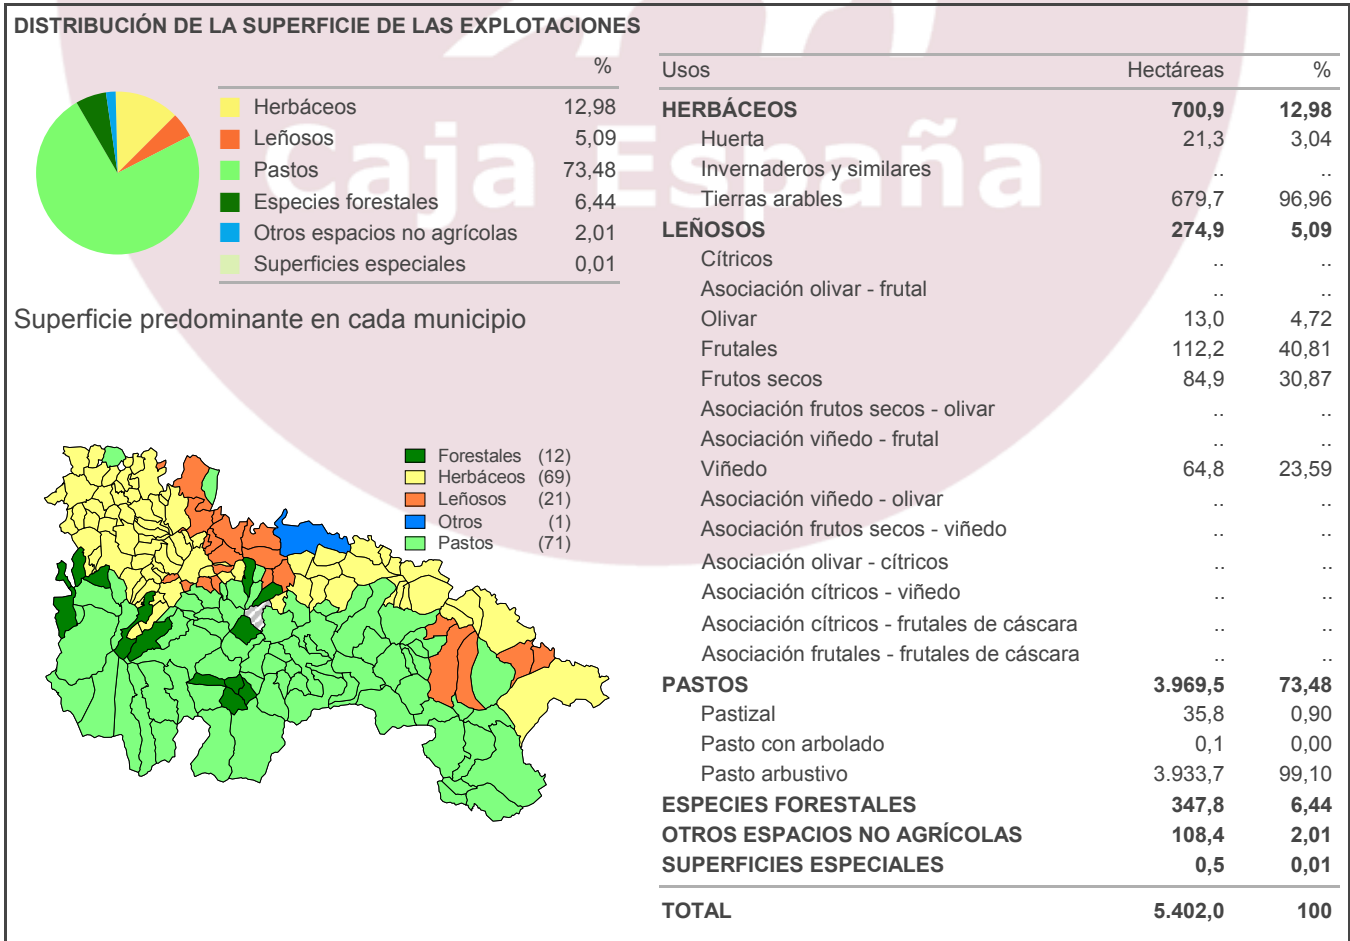 DISTRIBUCIÓN DE LA SUPERFICIE DE LAS EXPLOTACIONES
%
Herbáceos 12,98
Leñosos 5,09
Pastos 73,48
Especies forestales 6,44
Otros espacios no agrícolas 2,01
Superficies especiales 0,01
Superficie predominante en cada municipio
Forestales (12)
Herbáceos (69)
Leñosos (21)
Otros (1)
Pastos (71)
Usos Hectáreas %
HERBÁCEOS 700,9 12,98
Huerta 21,3 3,04
Invernaderos y similares .. ..
Tierras arables 679,7 96,96
LEÑOSOS 274,9 5,09
Cítricos .. ..
Asociación olivar - frutal .. ..
Olivar 13,0 4,72
Frutales 112,2 40,81
Frutos secos 84,9 30,87
Asociación frutos secos - olivar .. ..
Asociación viñedo - frutal .. ..
Viñedo 64,8 23,59
Asociación viñedo - olivar .. ..
Asociación frutos secos - viñedo .. ..
Asociación olivar - cítricos .. ..
Asociación cítricos - viñedo .. ..
Asociación cítricos - frutales de cáscara .. ..
Asociación frutales - frutales de cáscara .. ..
PASTOS 3.969,5 73,48
Pastizal 35,8 0,90
Pasto con arbolado 0,1 0,00
Pasto arbustivo 3.933,7 99,10
ESPECIES FORESTALES 347,8 6,44
OTROS ESPACIOS NO AGRÍCOLAS 108,4 2,01
SUPERFICIES ESPECIALES 0,5 0,01
TOTAL 5.402,0 100
Caja España